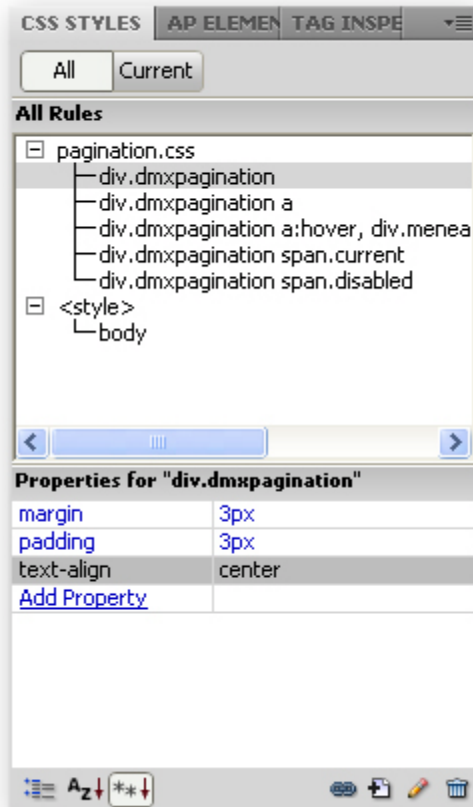 CSS STYLES AP ELEMEN TAG INSPE
All Current
All Rules
pagination.css
div.dmxpagination
div.dmxpagination a
div.dmxpagination a:hover, div.menea
div.dmxpagination span.current
div.dmxpagination span.disabled
<style>
body
Properties for "div.dmxpagination"
margin 3px
padding 3px
text-align center
Add Property
AZ **